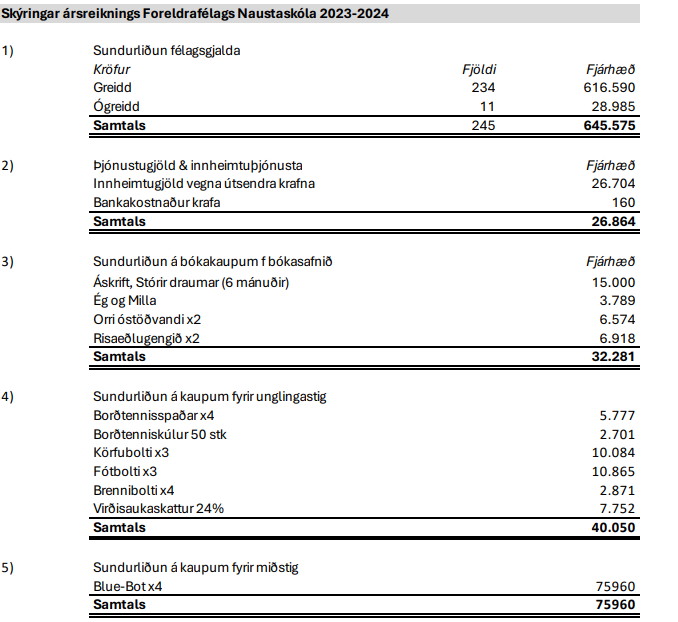 Skýringar ársreiknings Foreldrafélags Naustaskóla 2023-2024
1) Sundurliðun félagsgjalda
Kröfur Fjöldi Fjárhæð
Greidd 234 616.590
Ógreidd 11 28.985
Samtals 245 645.575
2) Þjónustugjöld & innheimtuþjónusta Fjárhæð
Innheimtugjöld vegna útsendra krafna 26.704
Bankakostnaður krafa 160
Samtals 26.864
3) Sundurliðun á bókakaupum f bókasafnið Fjárhæð
Áskrift, Stórir draumar (6 mánuðir) 15.000
Ég og Milla 3.789
Orri óstöðvandi x2 6.574
Risaeðlugengið x2 6.918
Samtals 32.281
4) Sundurliðun á kaupum fyrir unglingastig
Borðtennisspaðar x4 5.777
Borðtenniskúlur 50 stk 2.701
Körfubolti x3 10.084
Fótbolti x3 10.865
Brennibolti x4 2.871
Virðisaukaskattur 24% 7.752
Samtals 40.050
5) Sundurliðun á kaupum fyrir miðstig
Blue-Bot x4 75960
Samtals 75960